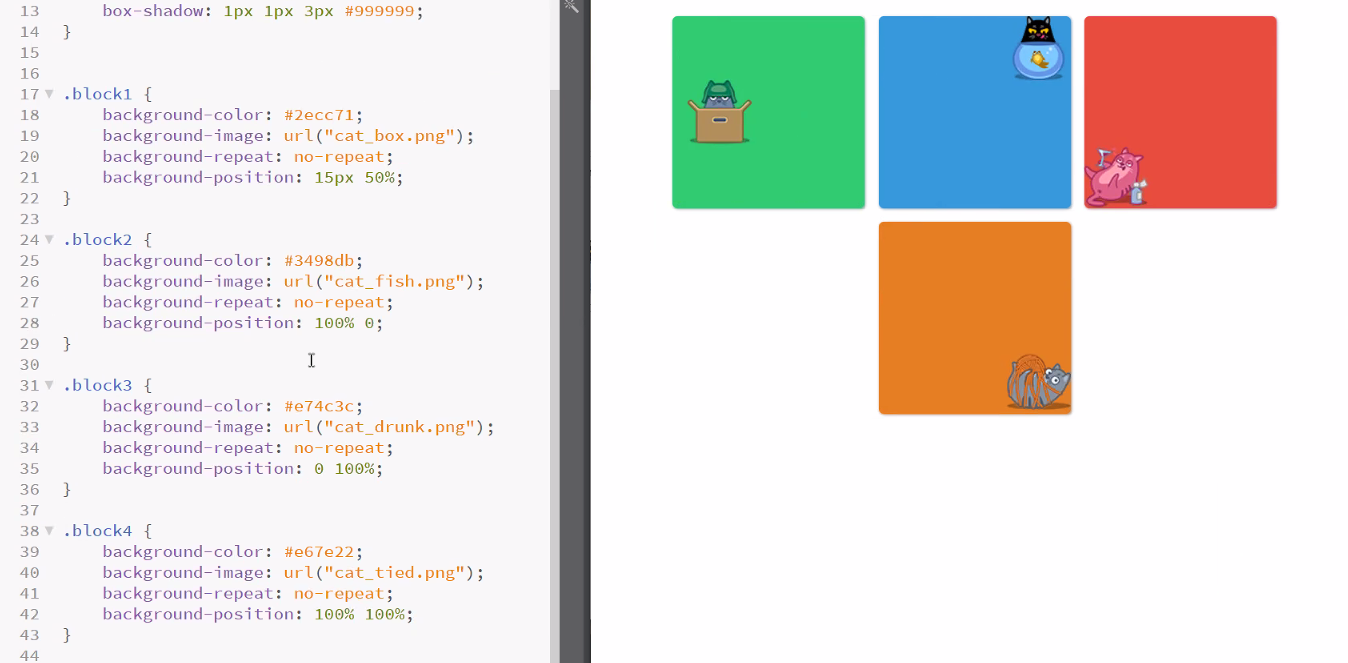 13 box-shadow: 1px 1px 3px #999999;
14 }
15
16
17 .block1 {
18 background-color: #2ecc71;
19 background-image: url("cat_box.png");
20 background-repeat: no-repeat;
21 background-position: 15px 50%;
22 }
23
24 .block2 {
25 background-color: #3498db;
26 background-image: url("cat_fish.png");
27 background-repeat: no-repeat;
28 background-position: 100% 0;
29 }
30
31 .block3 {
32 background-color: #e74c3c;
33 background-image: url("cat_drunk.png");
34 background-repeat: no-repeat;
35 background-position: 0 100%;
36 }
37
38 .block4 {
39 background-color: #e67e22;
40 background-image: url("cat_tied.png");
41 background-repeat: no-repeat;
42 background-position: 100% 100%;
43 }
44